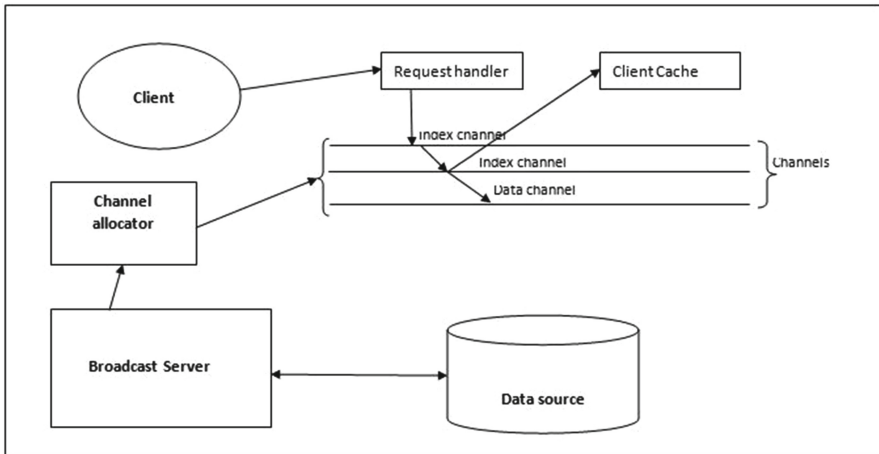 Client
Request handler
Client Cache
Index channel
Index channel
Data channel
Channels
Channel
allocator
Broadcast Server
Data source